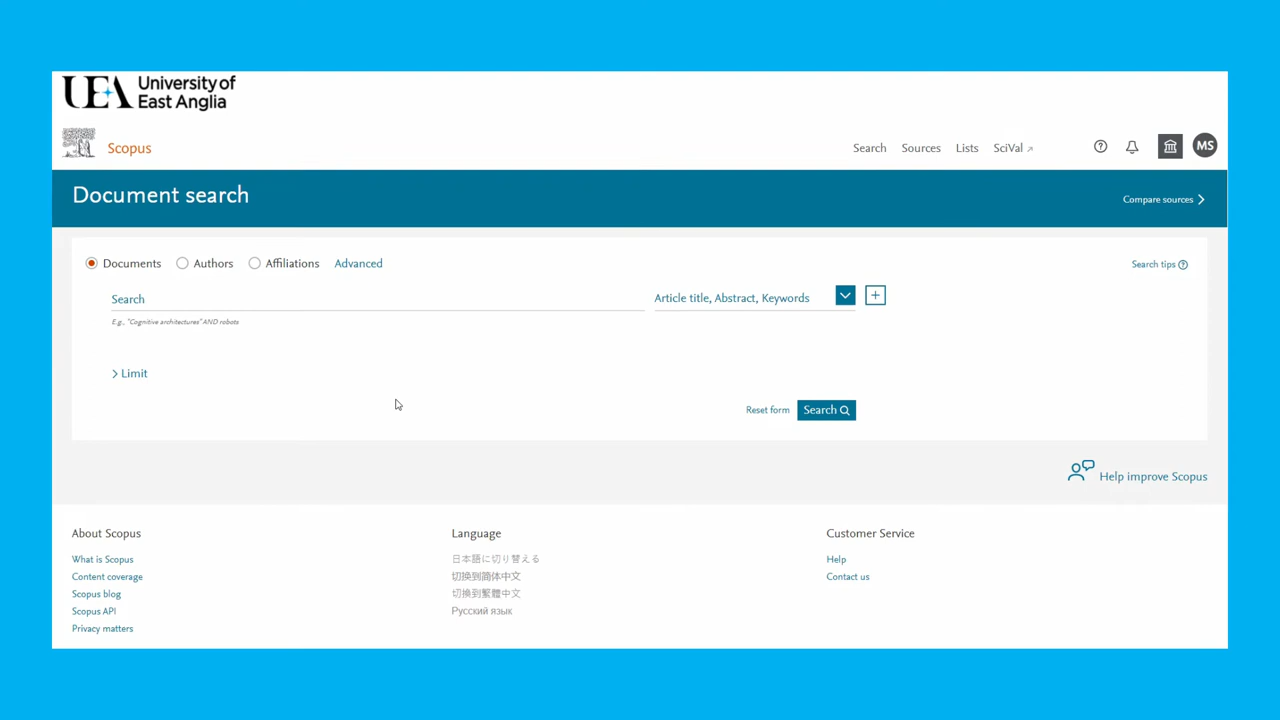 UEA University of
East Anglia
Scopus
Search Sources Lists SciVal
MS
Document search
Compare sources
Documents Authors Affiliations Advanced
Search tips
Search
Article title, Abstract, Keywords
E.g., "Cognitive architectures" AND robots
Limit
Reset form Search
Help improve Scopus
About Scopus
What is Scopus
Content coverage
Scopus blog
Scopus API
Privacy matters
Language
日本語に切り替える
切换到简体中文
切換到繁體中文
Русский язык
Customer Service
Help
Contact us